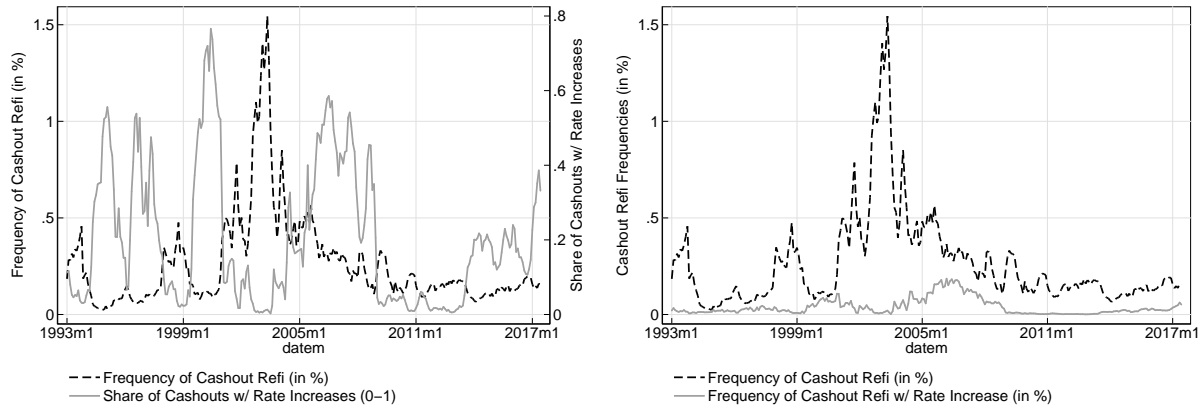 Frequency of Cashout Refi (in %)
0
.5
1
1.5
Share of Cashouts w/ Rate Increases
0
.2
.4
.6
.8
1993m1 1999m1 2005m1 2011m1 2017m1
datem
Frequency of Cashout Refi (in %)
Share of Cashouts w/ Rate Increases (0−1)
Cashout Refi Frequencies (in %)
0
.5
1
1.5
1993m1 1999m1 2005m1 2011m1 2017m1
datem
Frequency of Cashout Refi (in %)
Frequency of Cashout Refi w/ Rate Increase (in %)